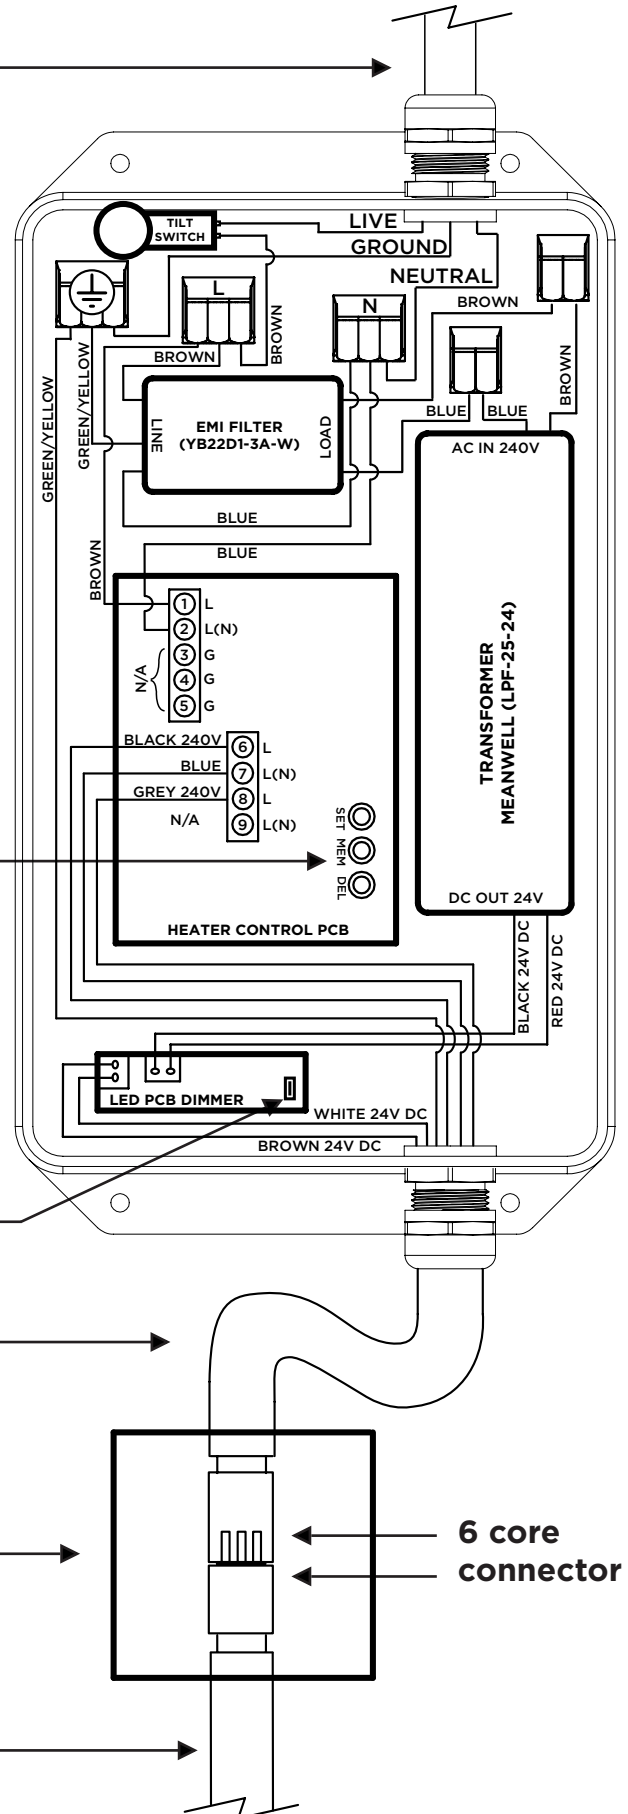 TILT
SWITCH
LIVE
GROUND
NEUTRAL
L
N
BROWN
BROWN
BROWN
BROWN
GREEN/YELLOW
GREEN/YELLOW
BLUE
BLUE
EMI FILTER
(YB22D1-3A-W)
LINE
LOAD
AC IN 240V
BLUE
BLUE
BROWN
1 L
2 L(N)
3 G
4 G
5 G
N/A
BLACK 240V
6 L
BLUE
7 L(N)
GREY 240V
8 L
N/A
9 L(N)
SET
MEM
DEL
HEATER CONTROL PCB
TRANSFORMER
MEANWELL (LPF-25-24)
DC OUT 24V
BLACK 24V DC
RED 24V DC
LED PCB DIMMER
WHITE 24V DC
BROWN 24V DC
6 core
connector